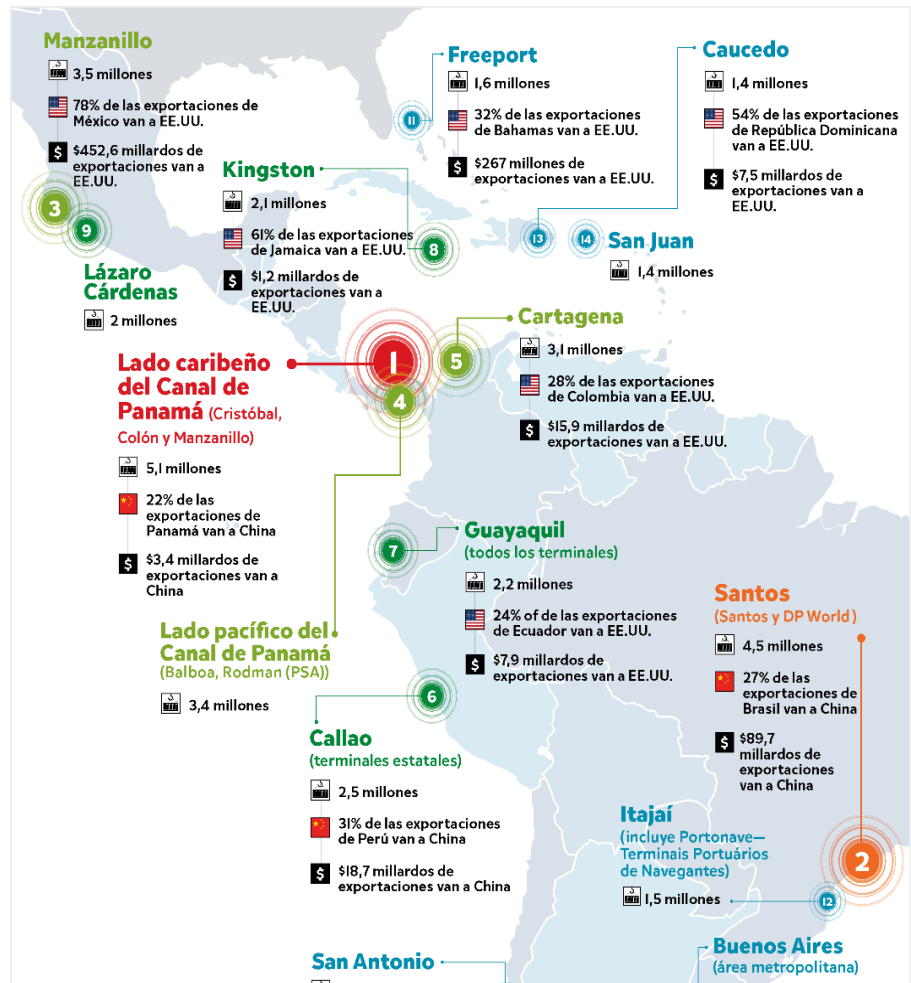 Manzanillo
3,5 millones
78% de las exportaciones de
México van a EE.UU.
$452,6 millardos de
exportaciones van a
EE.UU.
3
9
Lázaro
Cárdenas
2 millones
Kingston
2,1 millones
61% de las exportaciones
de Jamaica van a EE.UU.
$1,2 millardos de
exportaciones van a
EE.UU.
8
Freeport
1,6 millones
32% de las exportaciones
de Bahamas van a EE.UU.
$267 millones de
exportaciones van a EE.UU.
11
Caucedo
1,4 millones
54% de las exportaciones
de República Dominicana
van a EE.UU.
$7,5 millardos de
exportaciones van a
EE.UU.
13
14
San Juan
1,4 millones
Lado caribeño
del Canal de
Panamá (Cristóbal,
Colón y Manzanillo)
5,1 millones
22% de las
exportaciones de
Panamá van a China
$3,4 millardos de
exportaciones van a
China
1
4
5
Cartagena
3,1 millones
28% de las exportaciones
de Colombia van a EE.UU.
$15,9 millardos de
exportaciones van a EE.UU.
Lado pacífico del
Canal de Panamá
(Balboa, Rodman (PSA))
3,4 millones
7
Guayaquil
(todos los terminales)
2,2 millones
24% of de las exportaciones
de Ecuador van a EE.UU.
$7,9 millardos de
exportaciones van a EE.UU.
6
Callao
(terminales estatales)
2,5 millones
31% de las exportaciones
de Perú van a China
$18,7 millardos de
exportaciones van a China
Santos
(Santos y DP World)
4,5 millones
27% de las
exportaciones de
Brasil van a China
$89,7
millardos de
exportaciones
van a China
2
Itajaí
(incluye Portonave—
Terminais Portuários
de Navegantes)
1,5 millones
12
San Antonio
Buenos Aires
(área metropolitana)